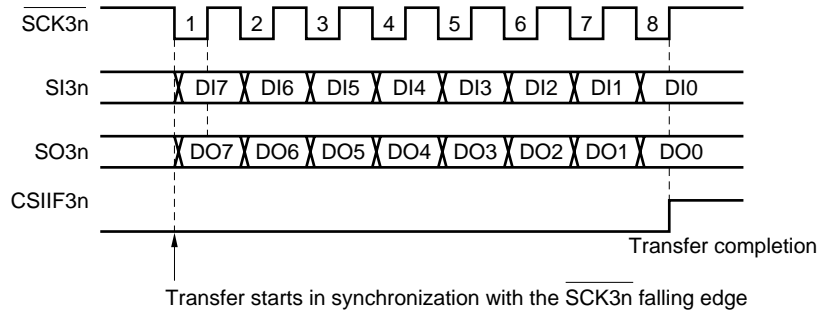 SCK3n 1 2 3 4 5 6 7 8
SI3n DI7 DI6 DI5 DI4 DI3 DI2 DI1 DI0
SO3n DO7 DO6 DO5 DO4 DO3 DO2 DO1 DO0
CSIIF3n
Transfer completion
Transfer starts in synchronization with the SCK3n falling edge